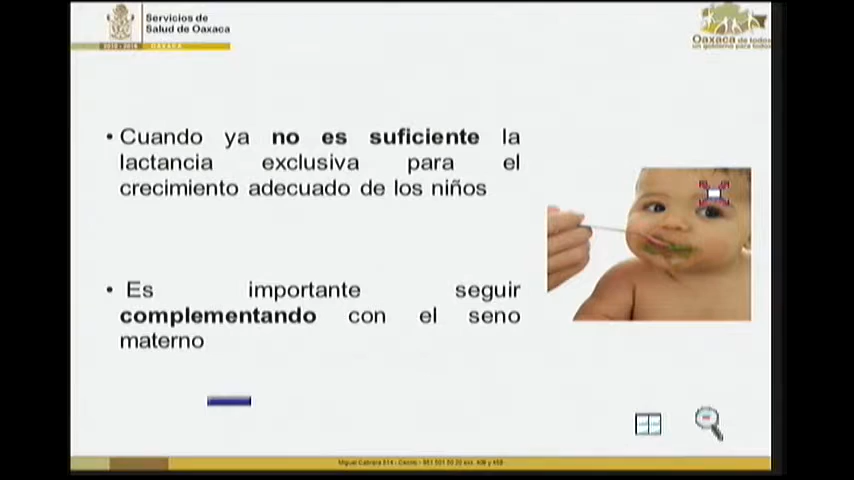 Servicios de
Salud de Oaxaca
OAXACA
Oaxaca de todos
un gobierno para todos
• Cuando ya no es suficiente la
lactancia exclusiva para el
crecimiento adecuado de los niños
• Es importante seguir
complementando con el seno
materno